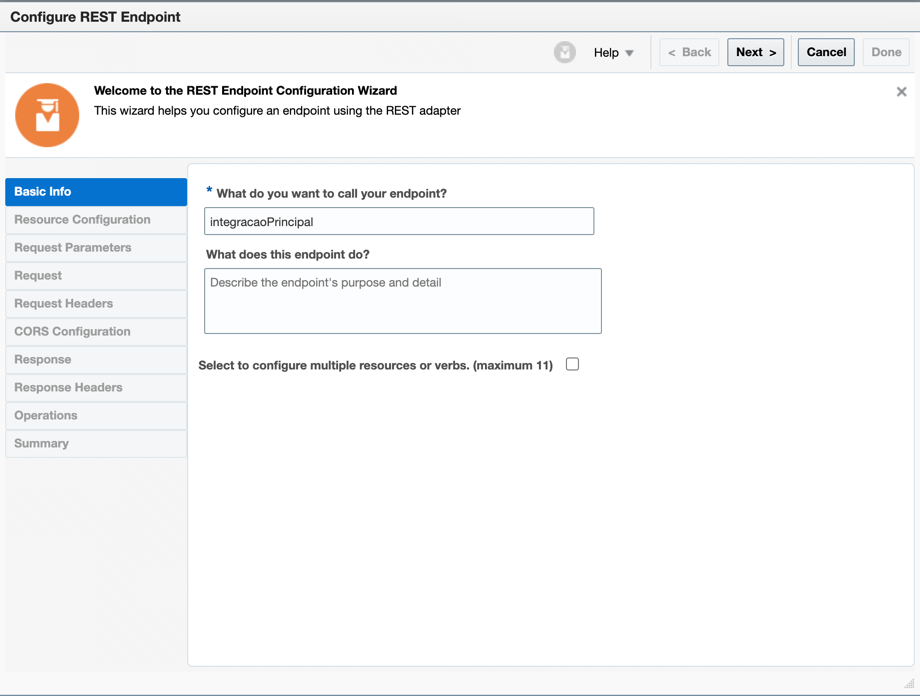 Configure REST Endpoint
Help
< Back
Next >
Cancel
Done
Welcome to the REST Endpoint Configuration Wizard
This wizard helps you configure an endpoint using the REST adapter
Basic Info
Resource Configuration
Request Parameters
Request
Request Headers
CORS Configuration
Response
Response Headers
Operations
Summary
* What do you want to call your endpoint?
integracaoPrincipal
What does this endpoint do?
Describe the endpoint's purpose and detail
Select to configure multiple resources or verbs. (maximum 11)